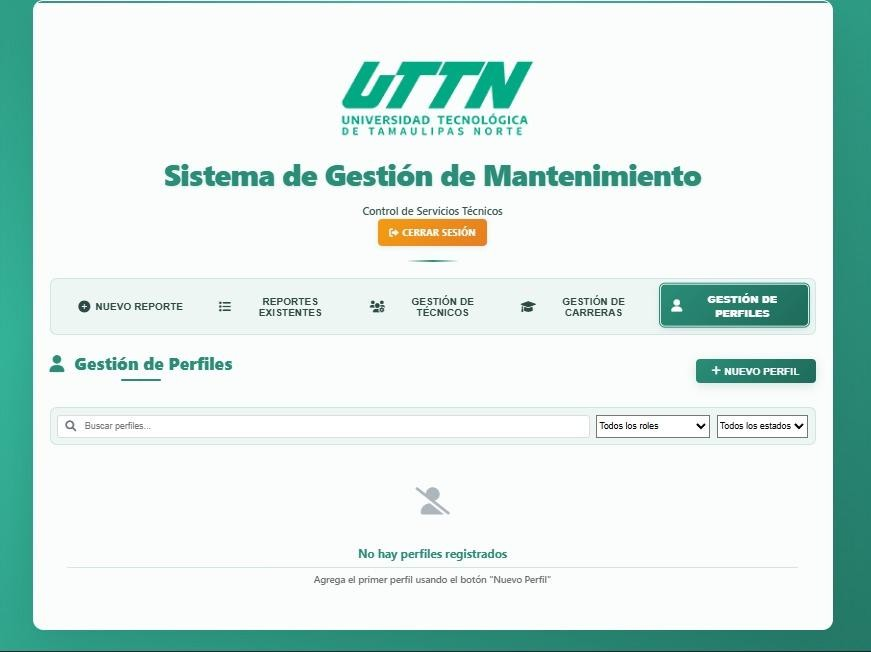 UTTN
UNIVERSIDAD TECNOLÓGICA
DE TAMAULIPAS NORTE
Sistema de Gestión de Mantenimiento
Control de Servicios Técnicos
CERRAR SESIÓN
NUEVO REPORTE
REPORTES
EXISTENTES
GESTIÓN DE
TÉCNICOS
GESTIÓN DE
CARRERAS
GESTIÓN DE
PERFILES
Gestión de Perfiles
+ NUEVO PERFIL
Buscar perfiles...
Todos los roles
Todos los estados
No hay perfiles registrados
Agrega el primer perfil usando el botón "Nuevo Perfil"